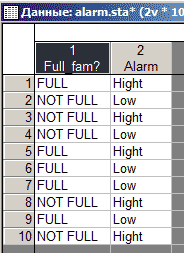 Данные: alarm.sta* (2v * 10
1 2
Full_fam? Alarm
1 FULL Hight
2 NOT FULL Low
3 FULL Hight
4 NOT FULL Low
5 FULL Hight
6 NOT FULL Low
7 FULL Low
8 NOT FULL Hight
9 FULL Low
10 NOT FULL Hight